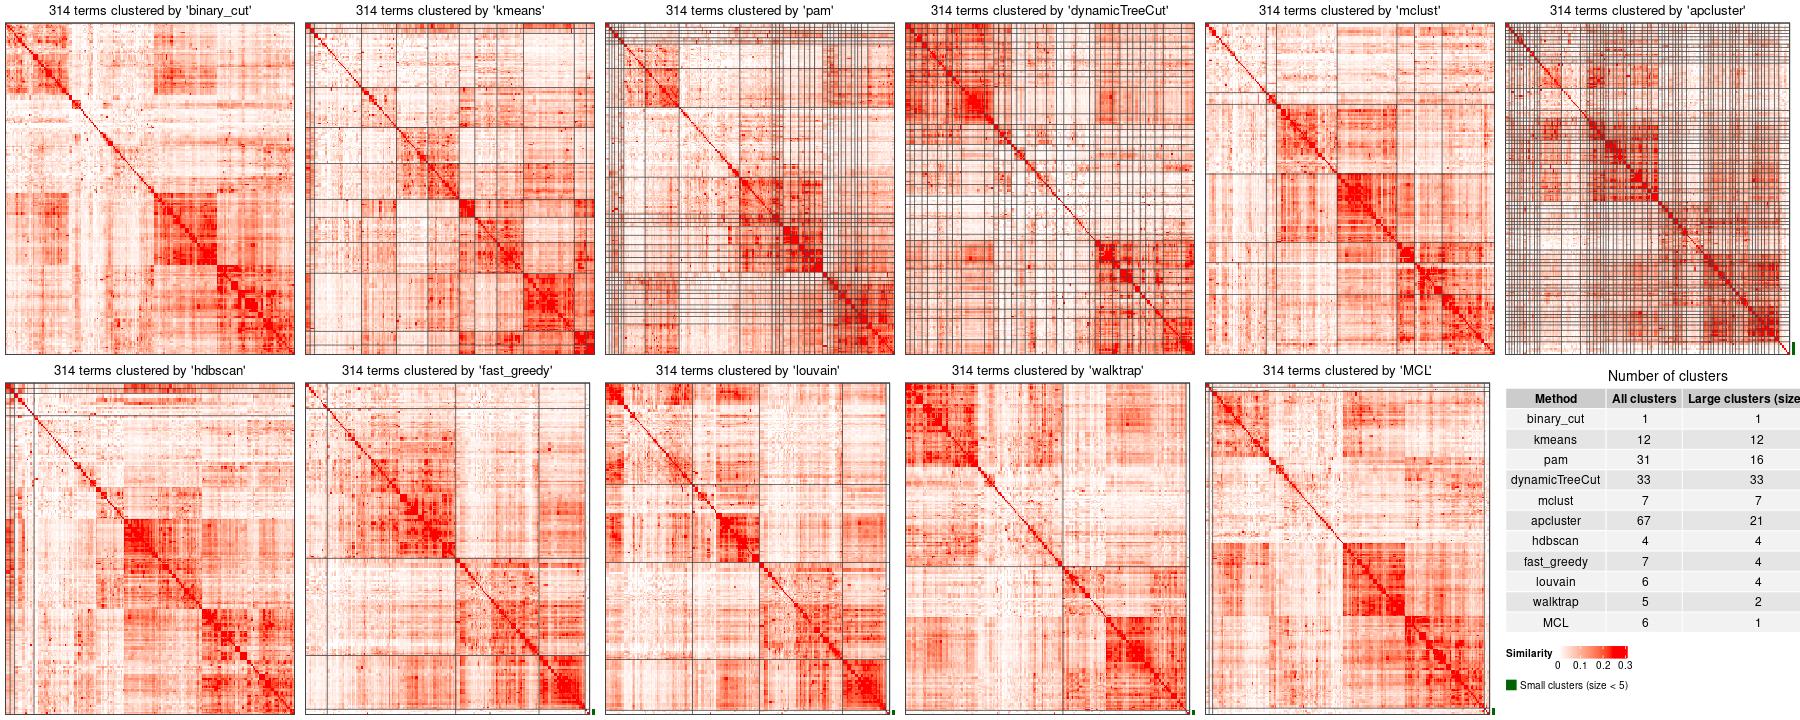 314 terms clustered by 'binary_cut'
314 terms clustered by 'kmeans'
314 terms clustered by 'pam'
314 terms clustered by 'dynamicTreeCut'
314 terms clustered by 'mclust'
314 terms clustered by 'apcluster'
314 terms clustered by 'hdbscan'
314 terms clustered by 'fast_greedy'
314 terms clustered by 'louvain'
314 terms clustered by 'walktrap'
314 terms clustered by 'MCL'
Number of clusters
Method All clusters Large clusters (size
binary_cut 1 1
kmeans 12 12
pam 31 16
dynamicTreeCut 33 33
mclust 7 7
apcluster 67 21
hdbscan 4 4
fast_greedy 7 4
louvain 6 4
walktrap 5 2
MCL 6 1
Similarity
0 0.1 0.2 0.3
Small clusters (size < 5)